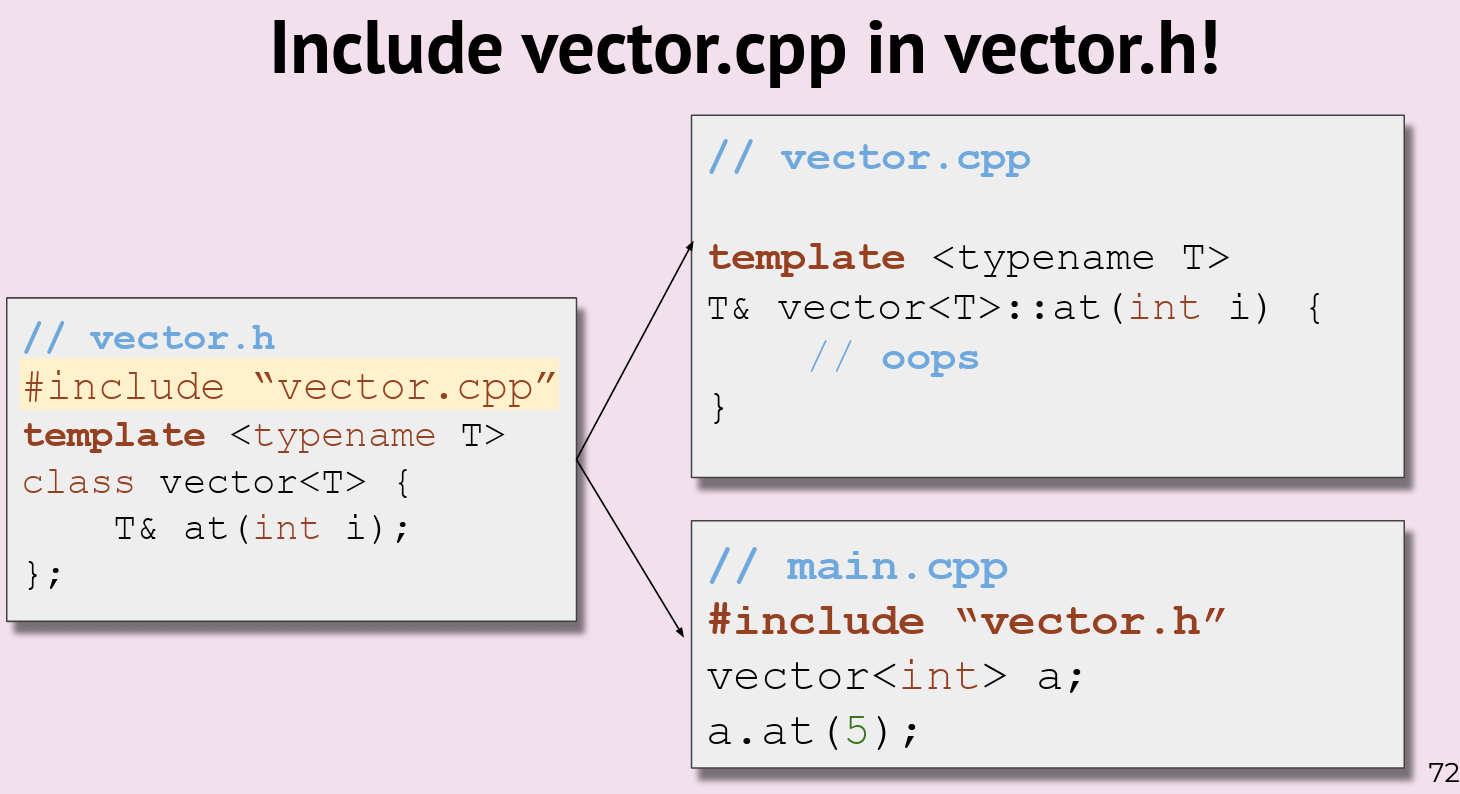 Include vector.cpp in vector.h!
// vector.h
#include “vector.cpp”
template <typename T>
class vector<T> {
T& at(int i);
};
// vector.cpp
template <typename T>
T& vector<T>::at(int i) {
// oops
}
// main.cpp
#include “vector.h”
vector<int> a;
a.at(5);
72